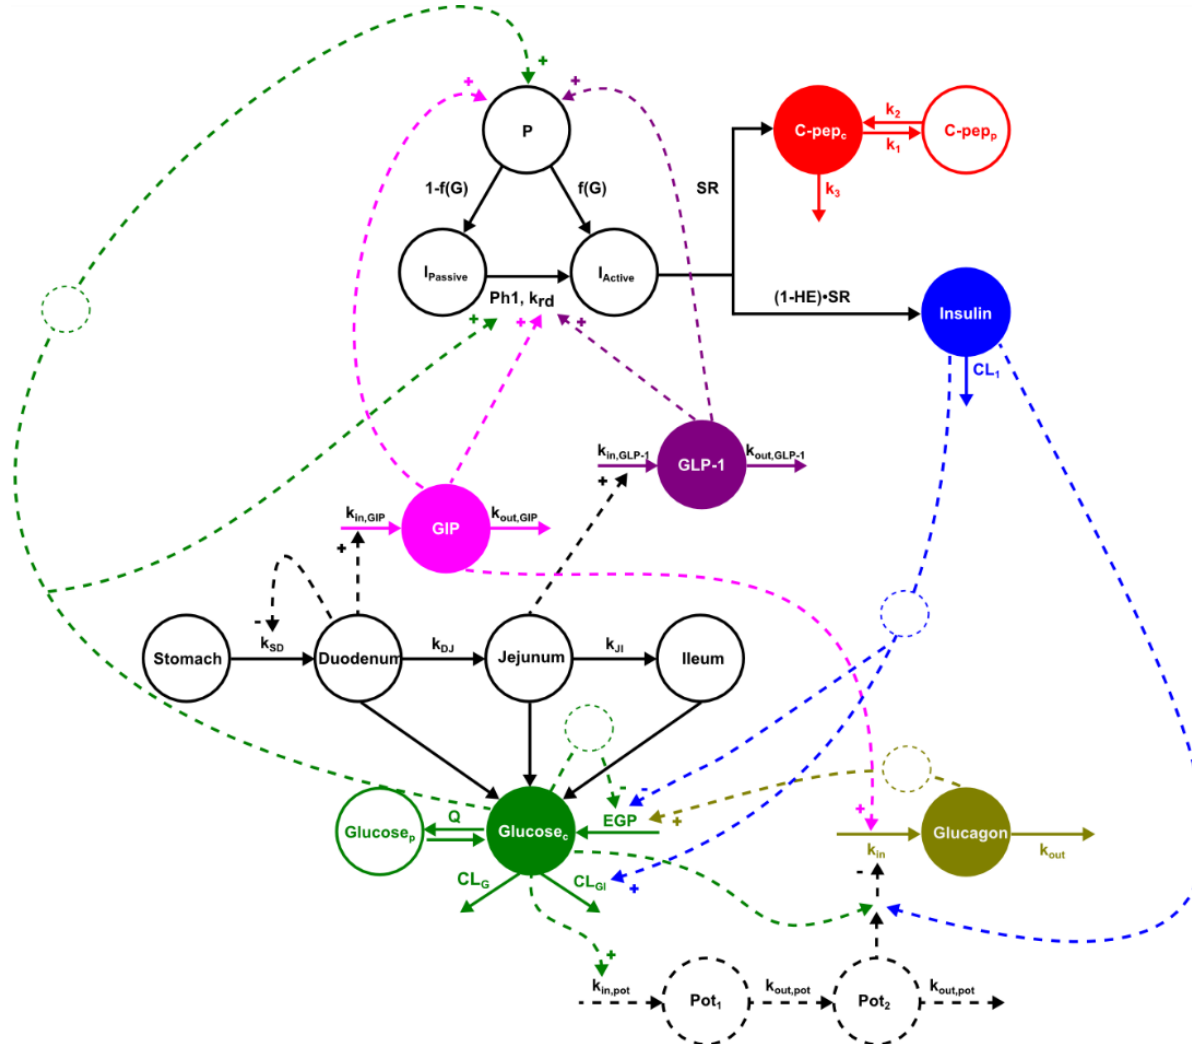 +
+
+
P
C-pepc
k2
k1
C-pepp
1-f(G)
f(G)
SR
k3
IPassive
IActive
Ph1, krd
(1-HE)•SR
Insulin
+
+
+
CL1
kin,GLP-1
GLP-1
kout,GLP-1
+
kin,GIP
GIP
kout,GIP
+
-
kSD
kDJ
kJI
Stomach
Duodenum
Jejunum
Ileum
- -
EGP
+
+
Glucosep
Q
Glucosec
Glucagon
kin
kout
CLG
CLGI
+
-
+
kin,pot
Pot1
kout,pot
Pot2
kout,pot